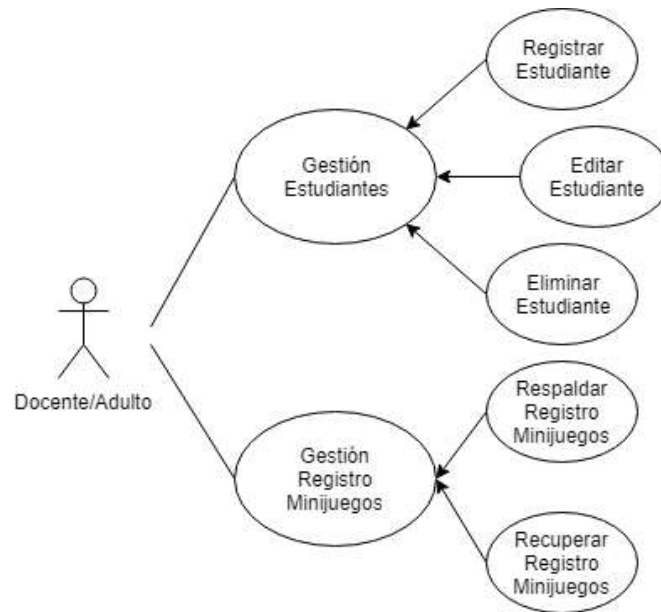 Registrar
Estudiante
Gestión
Estudiantes
Editar
Estudiante
Eliminar
Estudiante
Docente/Adulto
Respaldar
Registro
Minijuegos
Gestión
Registro
Minijuegos
Recuperar
Registro
Minijuegos